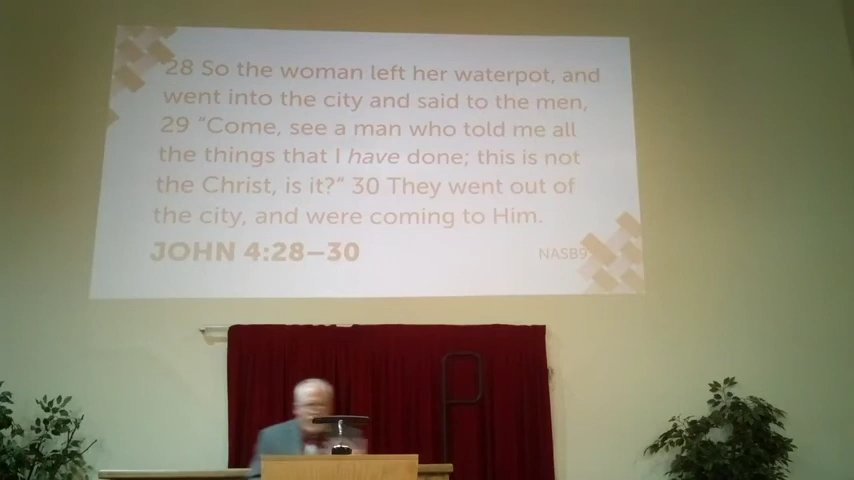 28 So the woman left her waterpot, and
went into the city and said to the men,
29 "Come, see a man who told me all
the things that I have done; this is not
the Christ, is it?" 30 They went out of
the city, and were coming to Him.
JOHN 4:28–30
NASB9